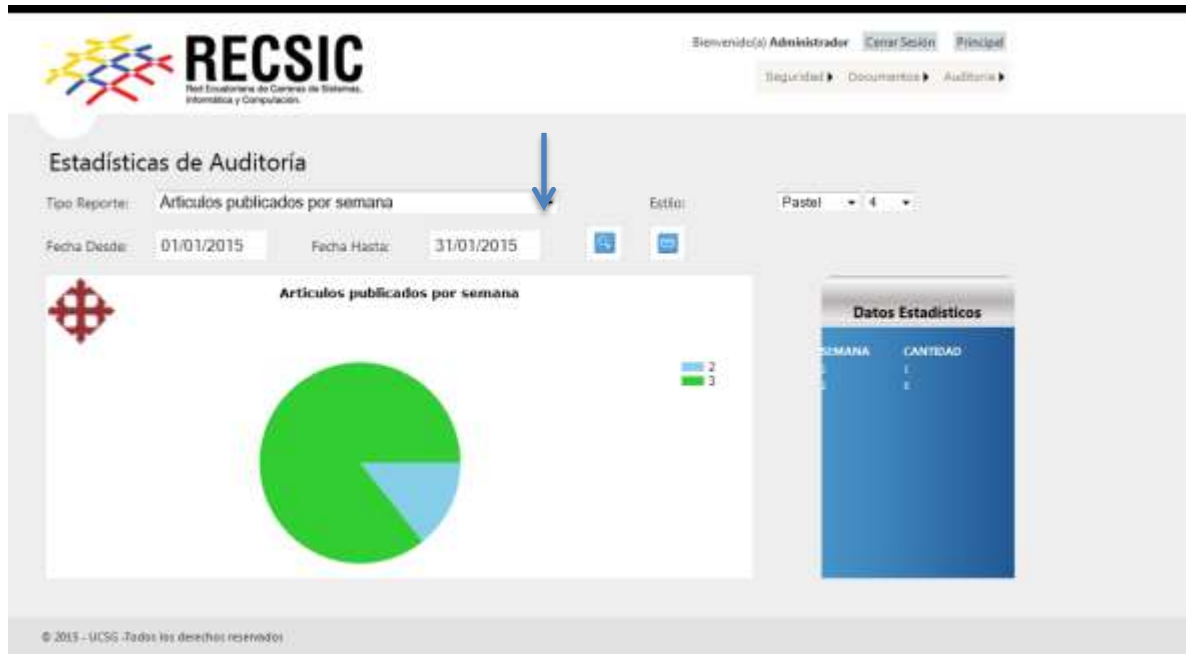 RECSIC
Red Ecuatoriana de Carreras de Sistemas,
Informática y Computación.
Bienvenido(a) Administrador Cerrar Sesión Principal
Seguridad Documentos Auditoria
Estadísticas de Auditoría
Tipo Reporte: Articulos publicados por semana Estilo: Pastel 4
Fecha Desde: 01/01/2015 Fecha Hasta: 31/01/2015
Articulos publicados por semana
2
3
Datos Estadísticos
SEMANA CANTIDAD
© 2015 - UCSG -Todos los derechos reservados